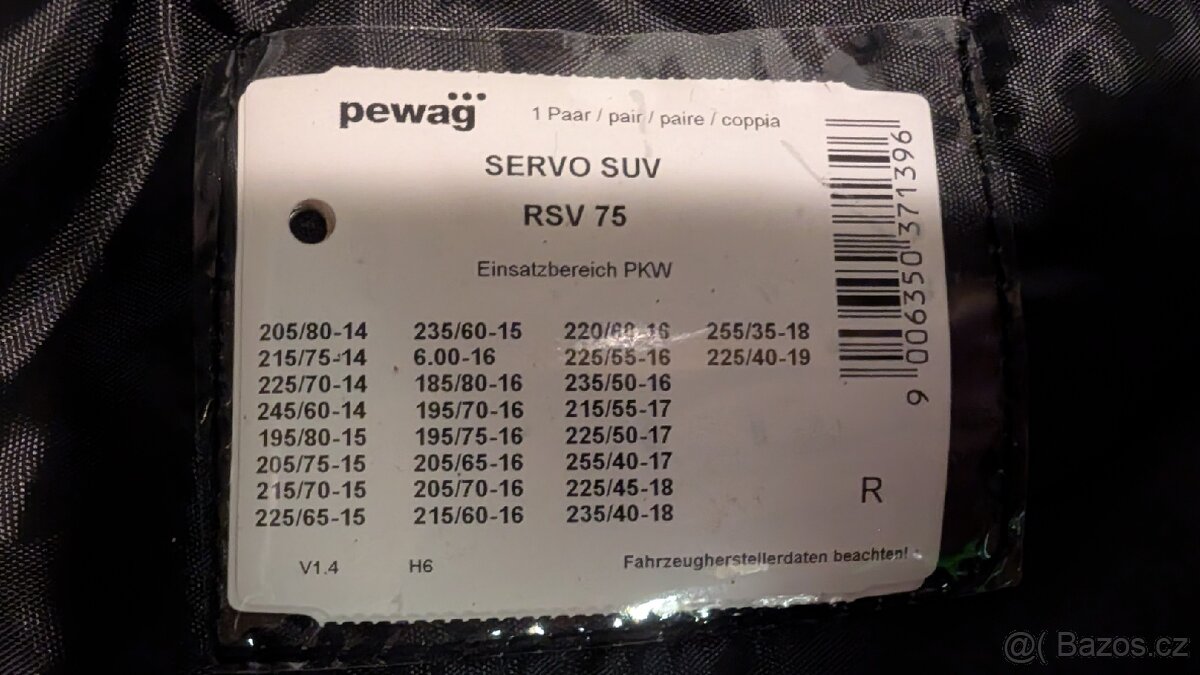 pewag
1 Paar / pair / paire / coppia
SERVO SUV
RSV 75
Einsatzbereich PKW
205/80-14 235/60-15 220/60-16 255/35-18
215/75-14 6.00-16 225/55-16 225/40-19
225/70-14 185/80-16 235/50-16
245/60-14 195/70-16 215/55-17
195/80-15 195/75-16 225/50-17
205/75-15 205/65-16 255/40-17
215/70-15 205/70-16 225/45-18
225/65-15 215/60-16 235/40-18
R
V1.4 H6 Fahrzeugherstellerdaten beachten!
9 006350 371396
@( Bazos.cz